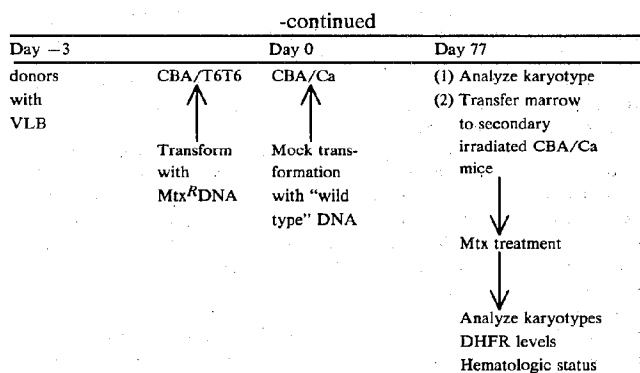 -continued
Day −3 Day 0 Day 77
donors CBA/T6T6 CBA/Ca (1) Analyze karyotype
with (2) Transfer marrow
VLB to secondary
Transform Mock trans- irradiated CBA/Ca
with formation mice
MtxᴿDNA with “wild
type” DNA Mtx treatment
Analyze karyotypes
DHFR levels
Hematologic status